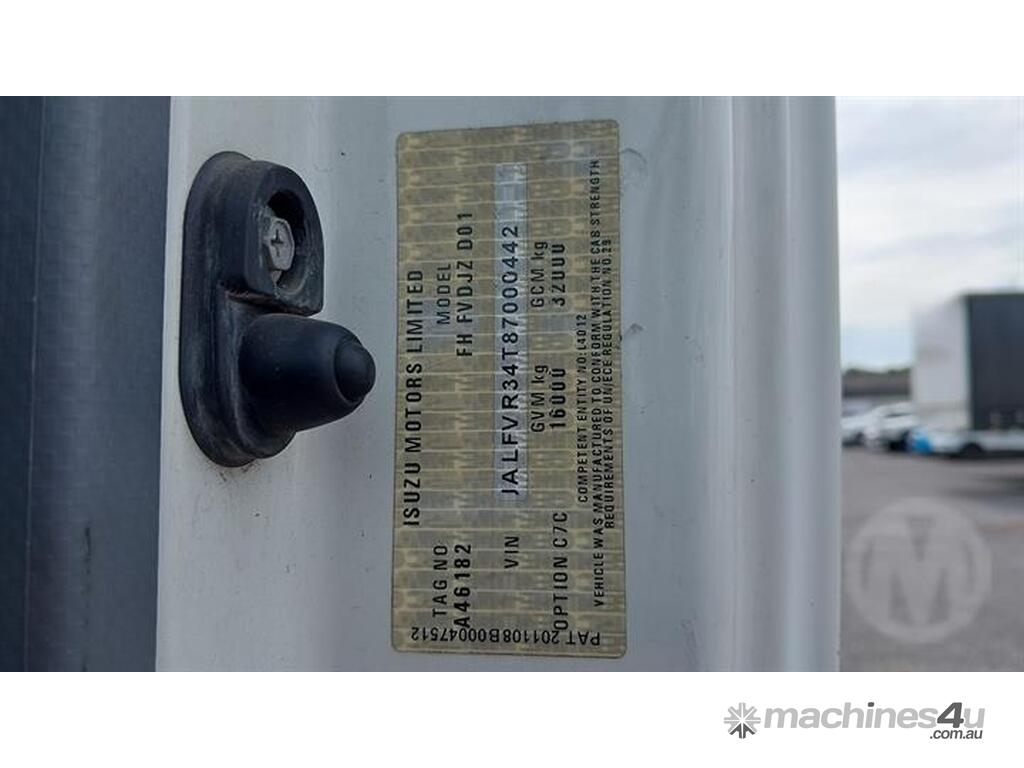 ISUZU MOTORS LIMITED
TAG NO MODEL
A46182 FH FVDJZ D01
VIN JALFVR34T87000442
GVM kg GCM kg
OPTION C7C 16000 32000
COMPETENT ENTITY NO:L4012
VEHICLE WAS MANUFACTURED TO CONFORM WITH THE CAB STRENGTH
REQUIREMENTS OF UN/ECE REGULATION NO.29
PAT 201108B00047512
M
machines4u
.com.au